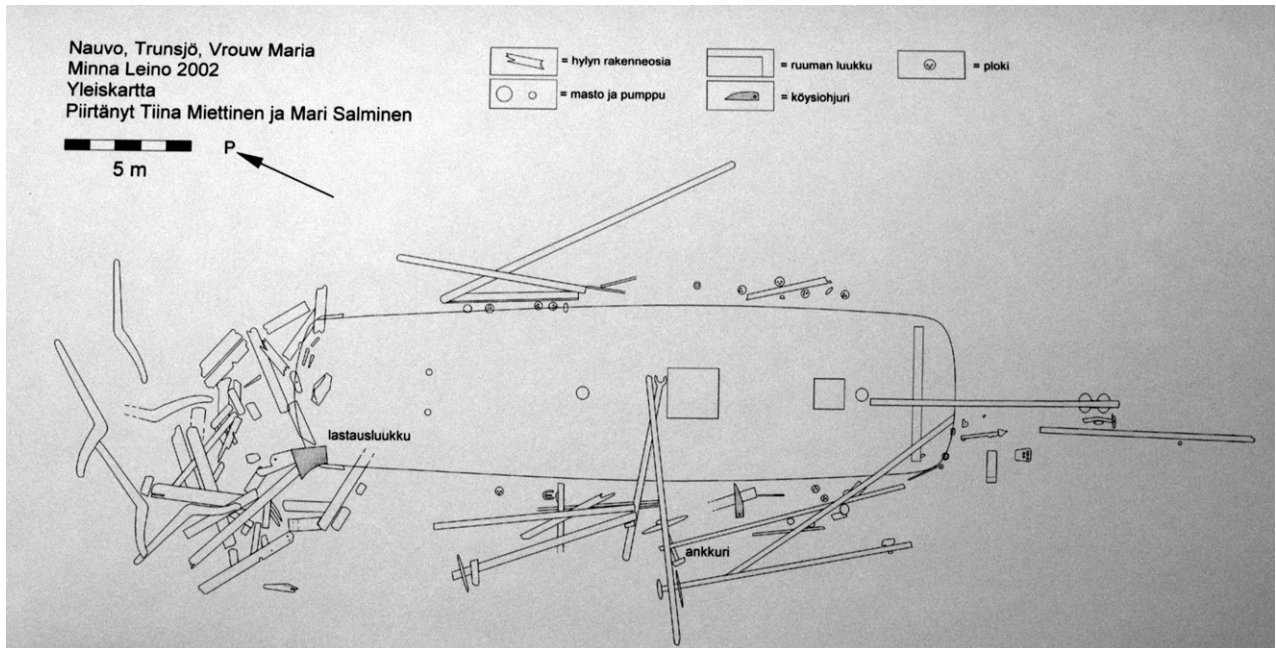 Nauvo, Trunsjö, Vrouw Maria
Minna Leino 2002
Yleiskartta
Piirtänyt Tiina Miettinen ja Mari Salminen
5 m
P
= hylyn rakenneosia
= ruuman luukku
= ploki
= masto ja pumppu
= köysiohjuri
lastausluukku
ankkuri